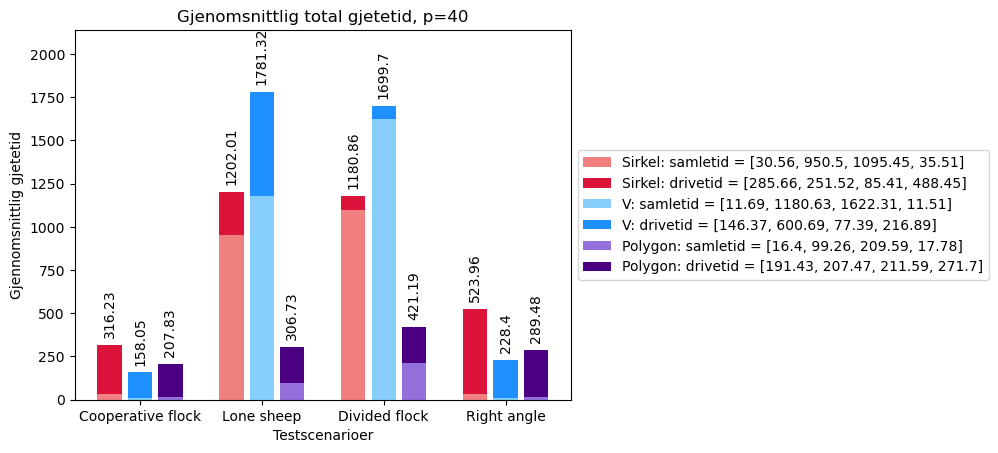 Gjenomsnittlig total gjetetid, p=40
Gjennomsnittlig gjetetid
2000
1750
1500
1250
1000
750
500
250
0
316.23
158.05
207.83
1202.01
1781.32
306.73
1180.86
1699.7
421.19
523.96
228.4
289.48
Cooperative flock
Lone sheep
Divided flock
Right angle
Testscenarioer
Sirkel: samletid = [30.56, 950.5, 1095.45, 35.51]
Sirkel: drivetid = [285.66, 251.52, 85.41, 488.45]
V: samletid = [11.69, 1180.63, 1622.31, 11.51]
V: drivetid = [146.37, 600.69, 77.39, 216.89]
Polygon: samletid = [16.4, 99.26, 209.59, 17.78]
Polygon: drivetid = [191.43, 207.47, 211.59, 271.7]